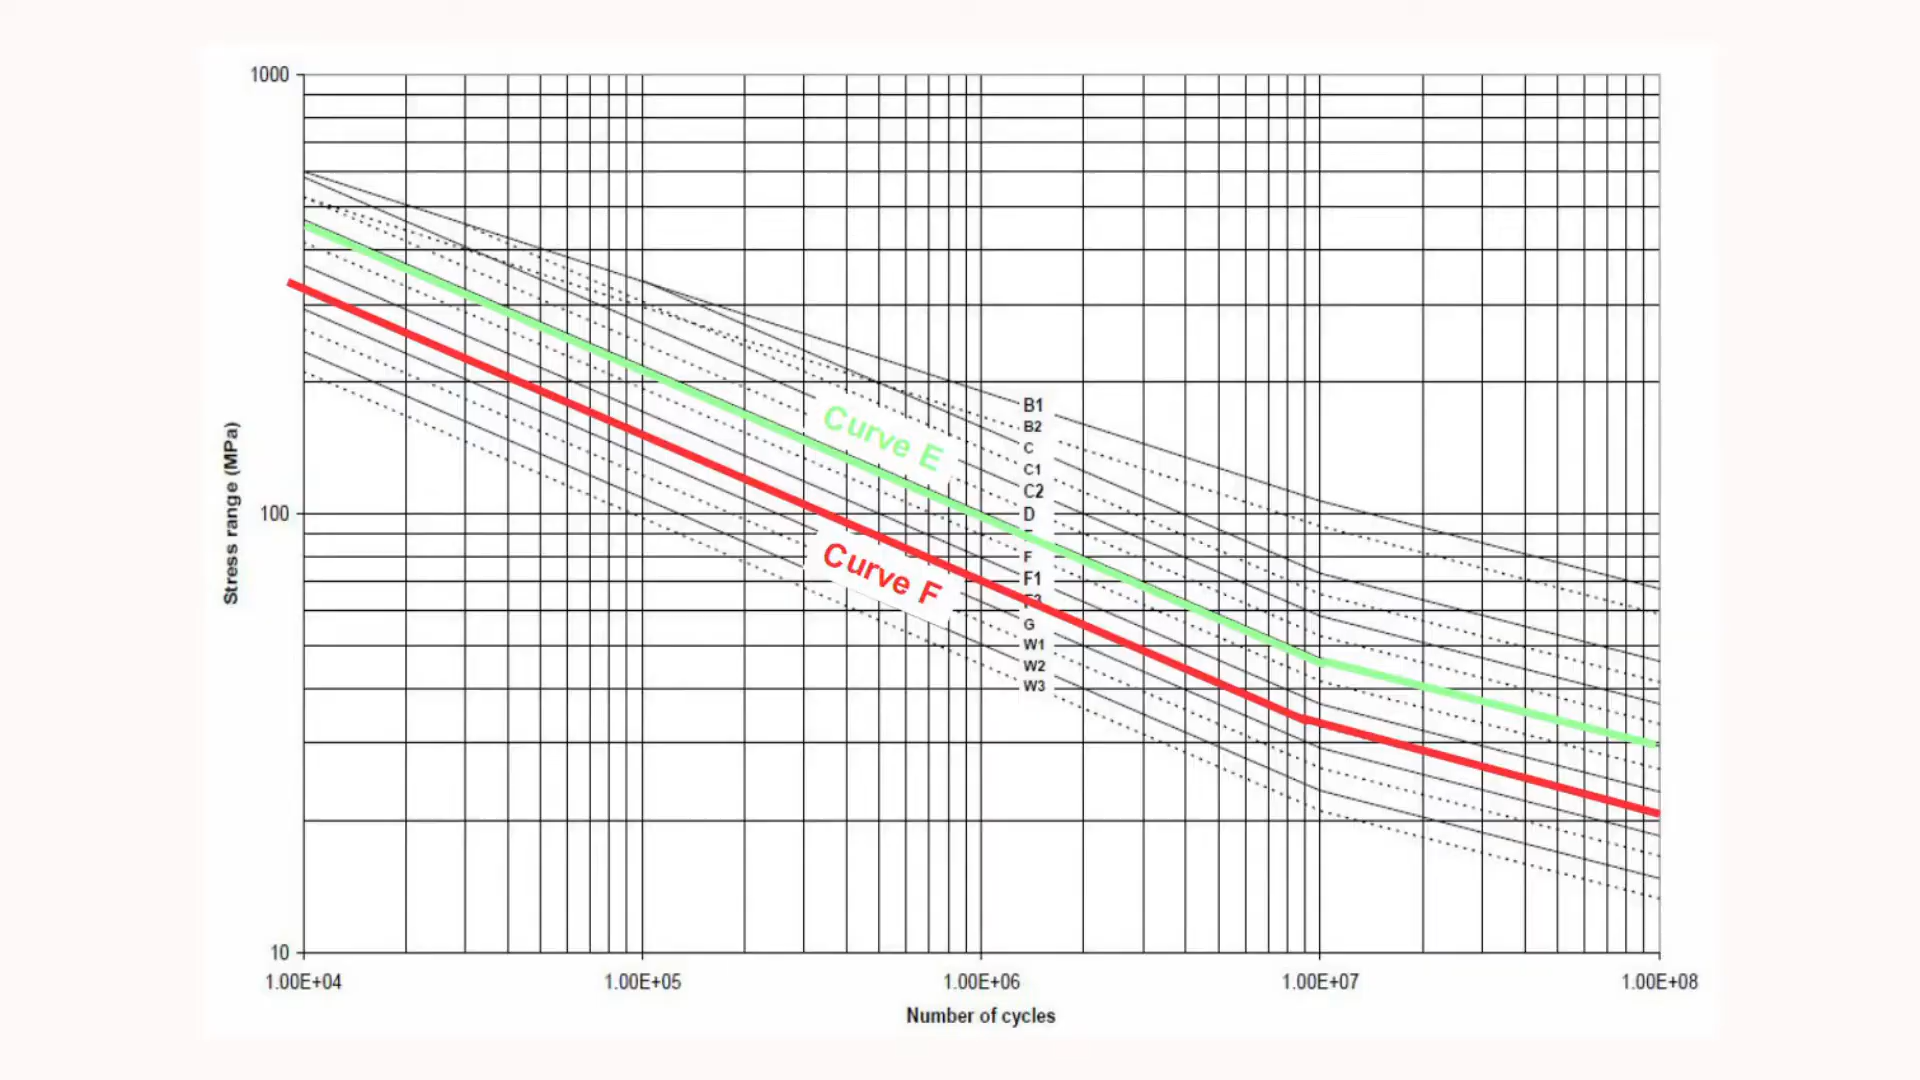 1000
100
10
Stress range (MPa)
Curve E
Curve F
B1
B2
C
C1
C2
D
F
F1
G
W1
W2
W3
1.00E+04 1.00E+05 1.00E+06 1.00E+07 1.00E+08
Number of cycles